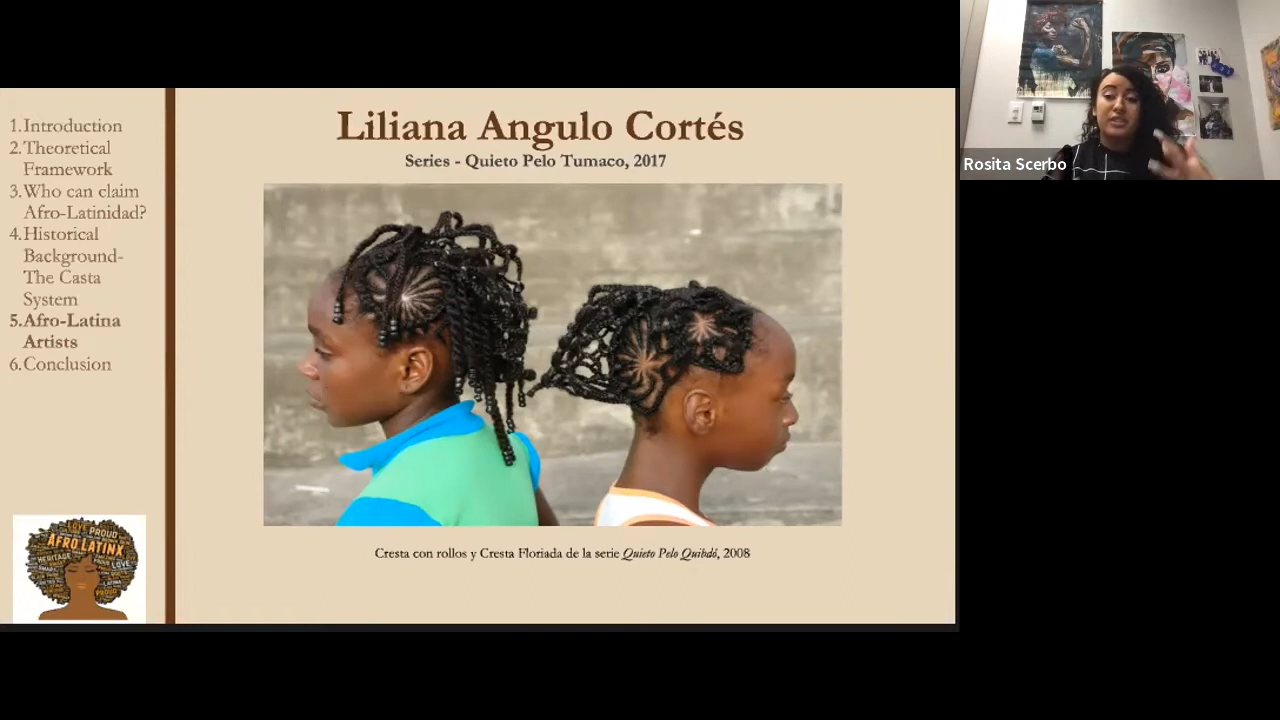 1.Introduction
2.Theoretical
Framework
3.Who can claim
Afro-Latinidad?
4.Historical
Background-
The Casta
System
5.Afro-Latina
Artists
6.Conclusion
LOVE PROUD
AFRO LATINX
HERITAGE
LOVE
LATINA
PROUD
Liliana Angulo Cortés
Series - Quieto Pelo Tumaco, 2017
Cresta con rollos y Cresta Floriada de la serie Quieto Pelo Quibdó, 2008
Rosita Scerbo